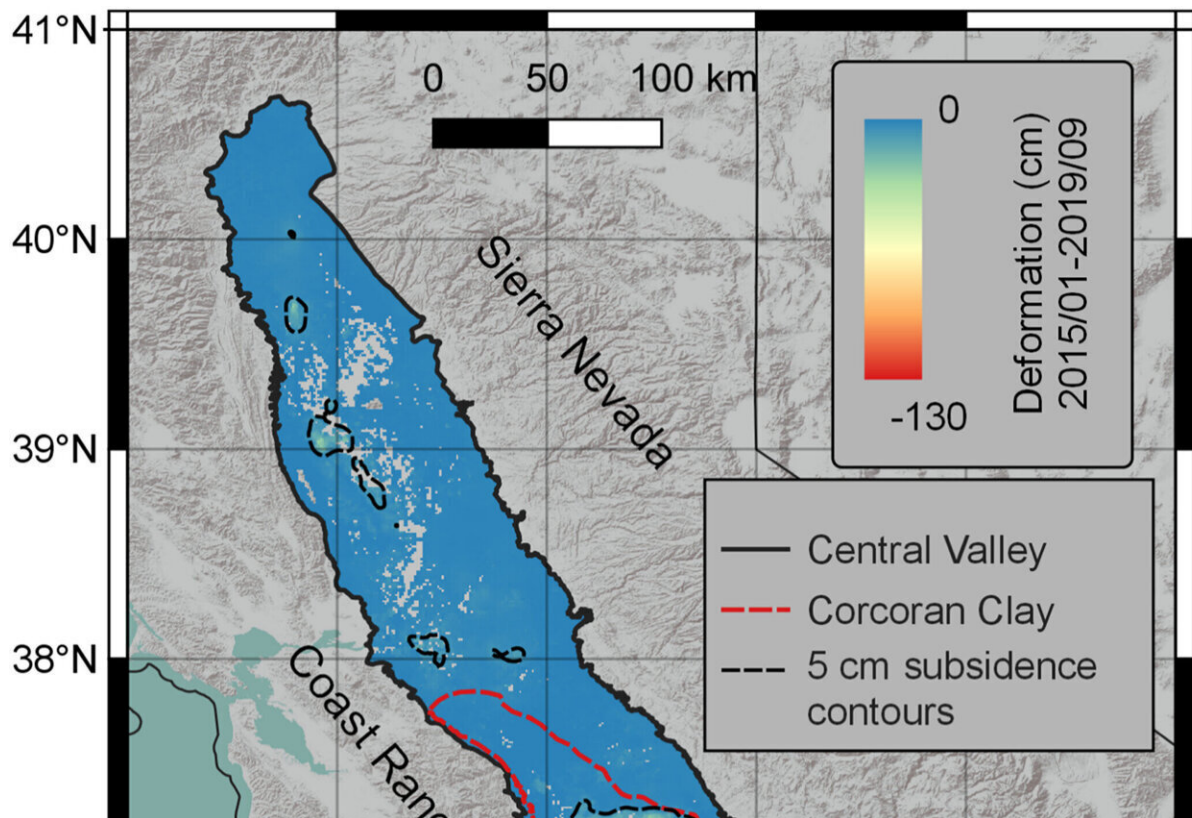 41°N
0 50 100 km
40°N
39°N
38°N
Sierra Nevada
Coast
0
-130
Deformation (cm)
2015/01-2019/09
Central Valley
Corcoran Clay
5 cm subsidence
contours